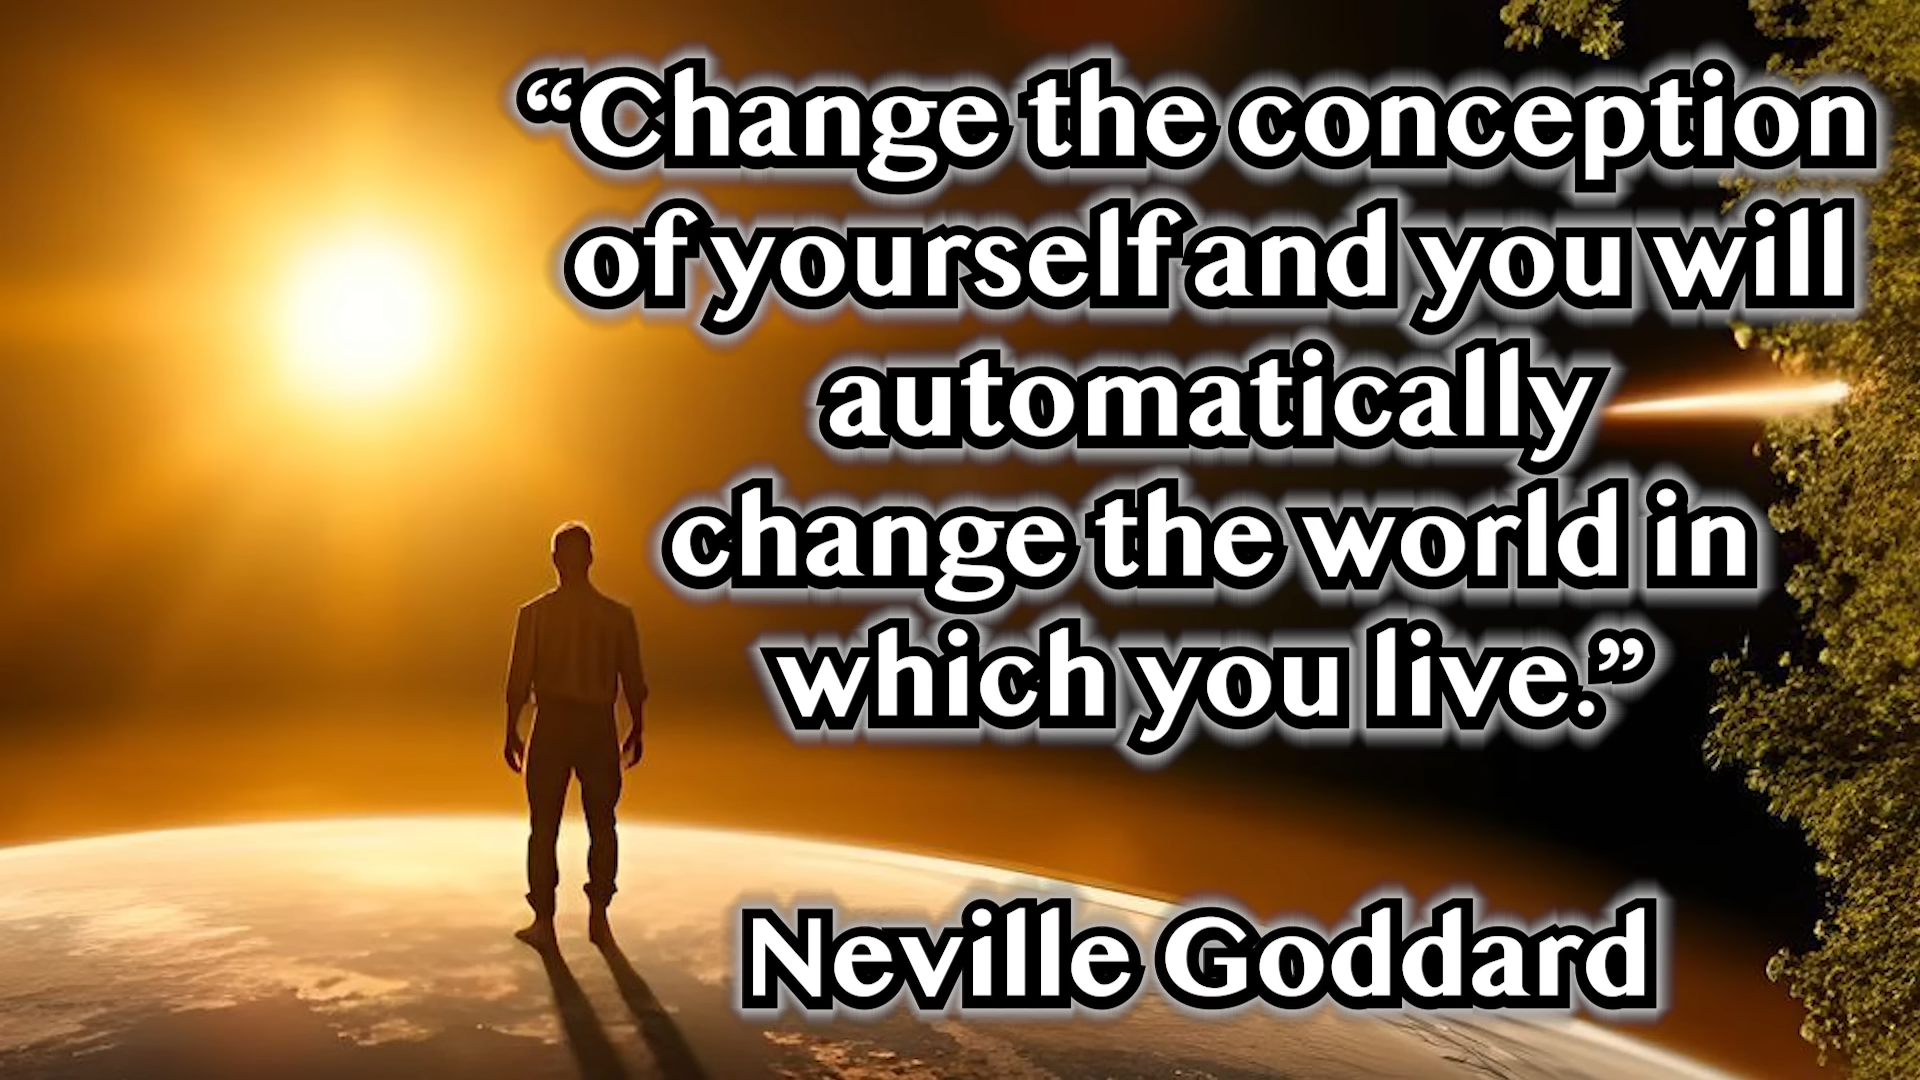 “Change the conception
of yourself and you will
automatically
change the world in
which you live.”
Neville Goddard